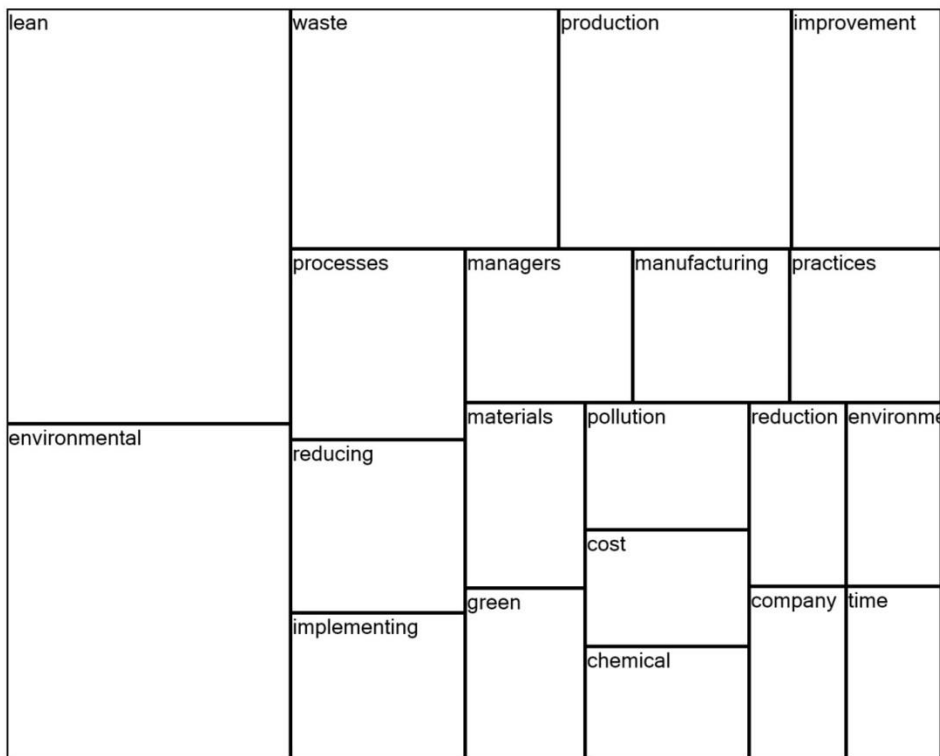 lean
waste
production
improvement
processes
managers
manufacturing
practices
materials
pollution
reduction
environme
environmental
reducing
cost
green
company
time
implementing
chemical